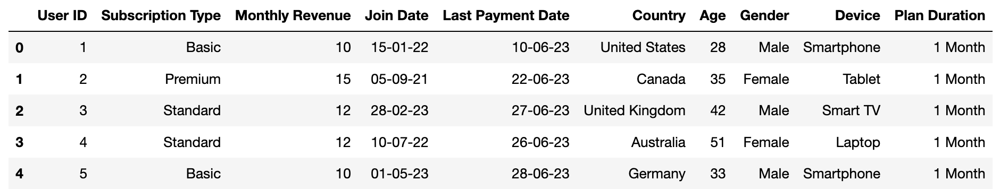 User ID Subscription Type Monthly Revenue Join Date Last Payment Date Country Age Gender Device Plan Duration
0 1 Basic 10 15-01-22 10-06-23 United States 28 Male Smartphone 1 Month
1 2 Premium 15 05-09-21 22-06-23 Canada 35 Female Tablet 1 Month
2 3 Standard 12 28-02-23 27-06-23 United Kingdom 42 Male Smart TV 1 Month
3 4 Standard 12 10-07-22 26-06-23 Australia 51 Female Laptop 1 Month
4 5 Basic 10 01-05-23 28-06-23 Germany 33 Male Smartphone 1 Month